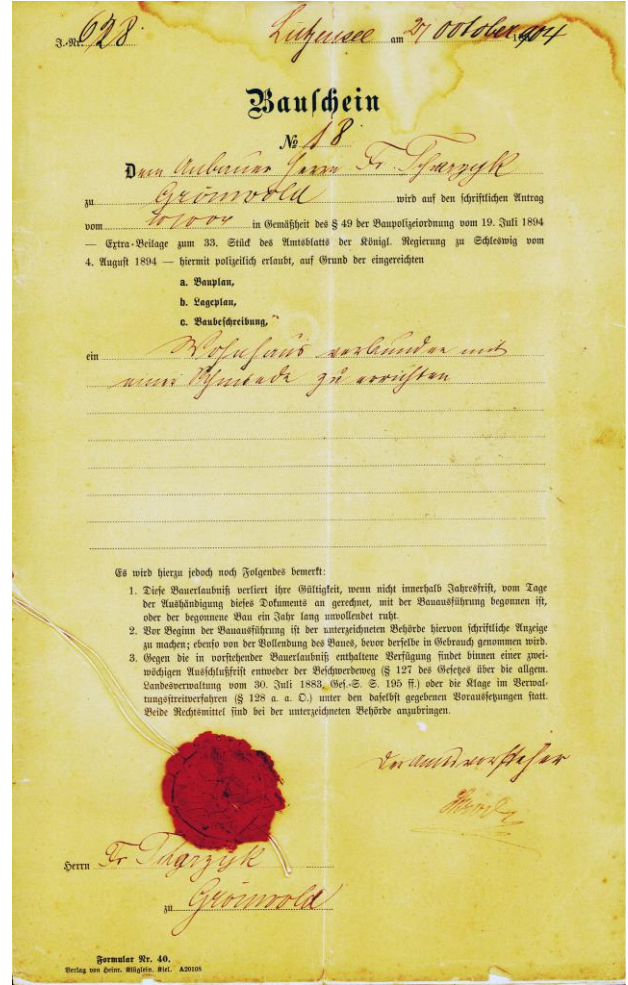 J.-Nr. 628 Lütjensee am 27 October 1904
Bauschein
No 18
Dem Anbauer Herrn Fr. Scharzyk
zu Grönwold wird auf den schriftlichen Antrag
vom in Gemäßheit des § 49 der Baupolizeiordnung vom 19. Juli 1894
— Extra-Beilage zum 33. Stück des Amtsblatts der Königl. Regierung zu Schleswig vom
4. August 1894 — hiermit polizeilich erlaubt, auf Grund der eingereichten
a. Bauplan,
b. Lageplan,
c. Baubeschreibung,
ein Wohnhaus verbunden mit
einer Schmiede zu errichten
Es wird hierzu jedoch noch Folgendes bemerkt:
1. Diese Bauerlaubniß verliert ihre Gültigkeit, wenn nicht innerhalb Jahresfrist, vom Tage
der Aushändigung dieses Dokuments an gerechnet, mit der Bauausführung begonnen ist,
oder der begonnene Bau ein Jahr lang unvollendet ruht.
2. Vor Beginn der Bauausführung ist der unterzeichneten Behörde hiervon schriftliche Anzeige
zu machen; ebenso von der Vollendung des Baues, bevor derselbe in Gebrauch genommen wird.
3. Gegen die in vorstehender Bauerlaubniß enthaltene Verfügung findet binnen einer zwei-
wöchigen Ausschlußfrist entweder der Beschwerdeweg (§ 127 des Gesetzes über die allgem.
Landesverwaltung vom 30. Juli 1883, Ges.-S. S. 195 ff.) oder die Klage im Verwal-
tungsstreitverfahren (§ 128 a. a. O.) unter den daselbst gegebenen Voraussetzungen statt.
Beide Rechtsmittel sind bei der unterzeichneten Behörde anzubringen.
Der Amtsvorsteher
Herrn Fr. Scharzyk
zu Grönwold
Formular Nr. 40.
Verlag von Heinr. Müglein. Kiel. A20108